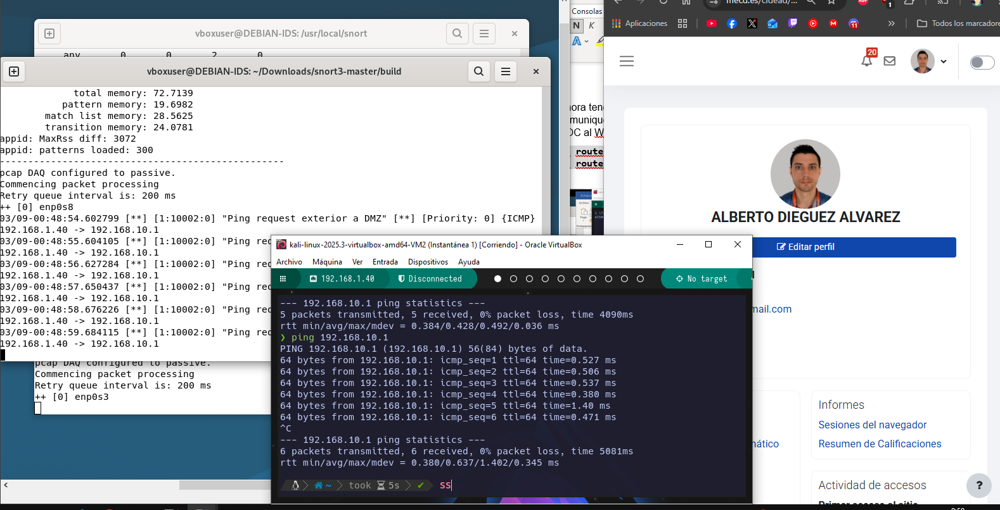 vboxuser@DEBIAN-IDS: /usr/local/snort
any 0 0 2 0
vboxuser@DEBIAN-IDS: ~/Downloads/snort3-master/build
total memory: 72.7139
pattern memory: 19.6982
match list memory: 28.5625
transition memory: 24.0781
appid: MaxRss diff: 3072
appid: patterns loaded: 300
------------------------------------------------
pcap DAQ configured to passive.
Commencing packet processing
Retry queue interval is: 200 ms
++ [0] enp0s8
03/09-00:48:54.602799 [**] [1:10002:0] "Ping request exterior a DMZ" [**] [Priority: 0] {ICMP}
192.168.1.40 -> 192.168.10.1
03/09-00:48:55.604105 [**] [1:10002:0] "Ping req
192.168.1.40 -> 192.168.10.1
03/09-00:48:56.627284 [**] [1:10002:0] "Ping req
192.168.1.40 -> 192.168.10.1
03/09-00:48:57.650437 [**] [1:10002:0] "Ping req
192.168.1.40 -> 192.168.10.1
03/09-00:48:58.676226 [**] [1:10002:0] "Ping req
192.168.1.40 -> 192.168.10.1
03/09-00:48:59.684115 [**] [1:10002:0] "Ping req
192.168.1.40 -> 192.168.10.1
pcap DAQ configured to passive.
Commencing packet processing
Retry queue interval is: 200 ms
++ [0] enp0s3
kali-linux-2025.3-virtualbox-amd64-VM2 (Instantánea 1) [Corriendo] - Oracle VirtualBox
Archivo Máquina Ver Entrada Dispositivos Ayuda
192.168.1.40 Disconnected No target
--- 192.168.10.1 ping statistics ---
5 packets transmitted, 5 received, 0% packet loss, time 4090ms
rtt min/avg/max/mdev = 0.384/0.428/0.492/0.036 ms
❯ ping 192.168.10.1
PING 192.168.10.1 (192.168.10.1) 56(84) bytes of data.
64 bytes from 192.168.10.1: icmp_seq=1 ttl=64 time=0.527 ms
64 bytes from 192.168.10.1: icmp_seq=2 ttl=64 time=0.506 ms
64 bytes from 192.168.10.1: icmp_seq=3 ttl=64 time=0.537 ms
64 bytes from 192.168.10.1: icmp_seq=4 ttl=64 time=0.380 ms
64 bytes from 192.168.10.1: icmp_seq=5 ttl=64 time=1.40 ms
64 bytes from 192.168.10.1: icmp_seq=6 ttl=64 time=0.471 ms
^C
--- 192.168.10.1 ping statistics ---
6 packets transmitted, 6 received, 0% packet loss, time 5081ms
rtt min/avg/max/mdev = 0.380/0.637/1.402/0.345 ms
~ took 5s ✔ SS
Consolas
N K
A
nora ten
munique
DC al W
route
route
mecd.es/cidead/...
1
Aplicaciones
11
» Todos los marcadore
20
ALBERTO DIEGUEZ ALVAREZ
Editar perfil
mail.com
nático
Informes
Sesiones del navegador
Resumen de Calificaciones
Actividad de accesos
Primer acceso al sitio
?